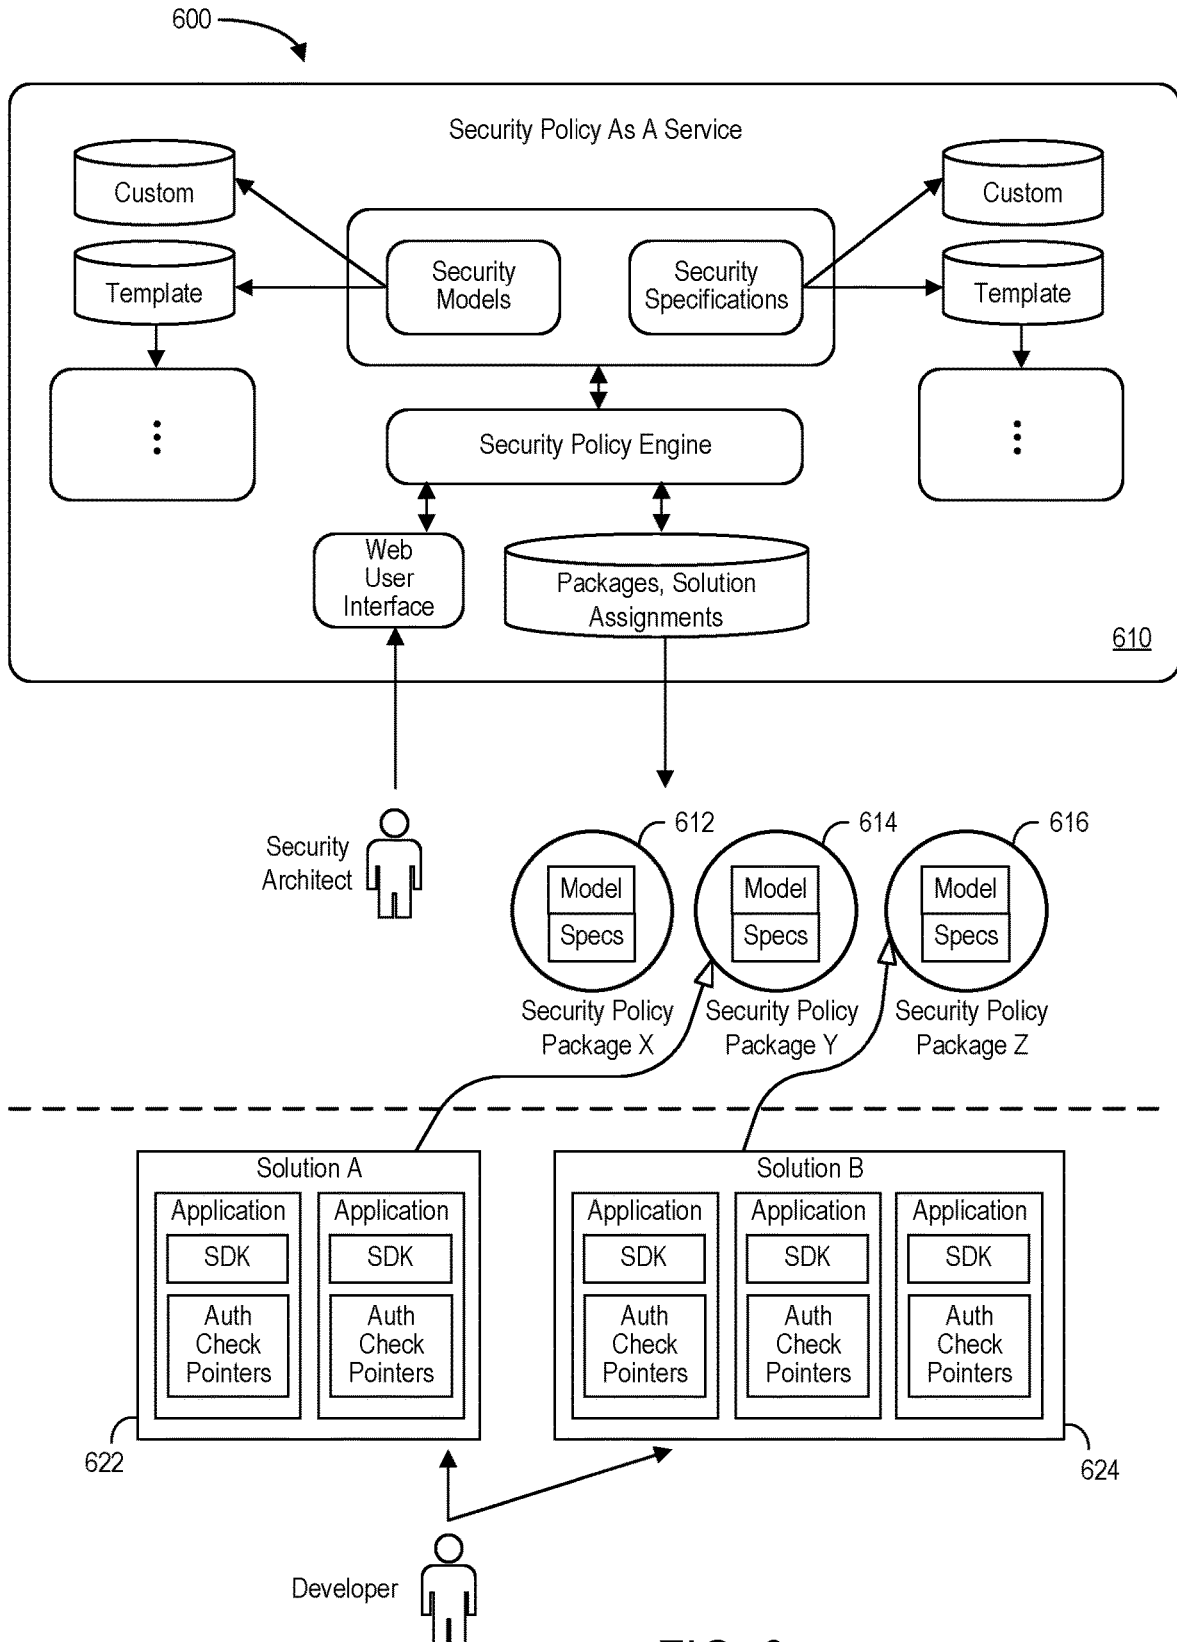 600
Security Policy As A Service
Custom
Template
Security
Models
Security
Specifications
Custom
Template
Security Policy Engine
Web
User
Interface
Packages, Solution
Assignments
610
Security
Architect
612
614
616
Model
Specs
Model
Specs
Model
Specs
Security Policy
Package X
Security Policy
Package Y
Security Policy
Package Z
Solution A
Application
SDK
Auth
Check
Pointers
Application
SDK
Auth
Check
Pointers
Solution B
Application
SDK
Auth
Check
Pointers
Application
SDK
Auth
Check
Pointers
Application
SDK
Auth
Check
Pointers
622
624
Developer